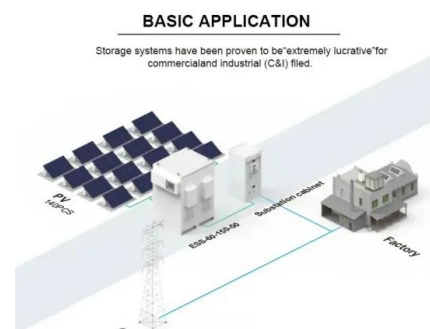 BASIC APPLICATION
Storage systems have been proven to be“extremely lucrative”for
commercialand industrial (C&I) filed.
PV
140PCS
ESS-60-150-50
Substation cabinet
Factory